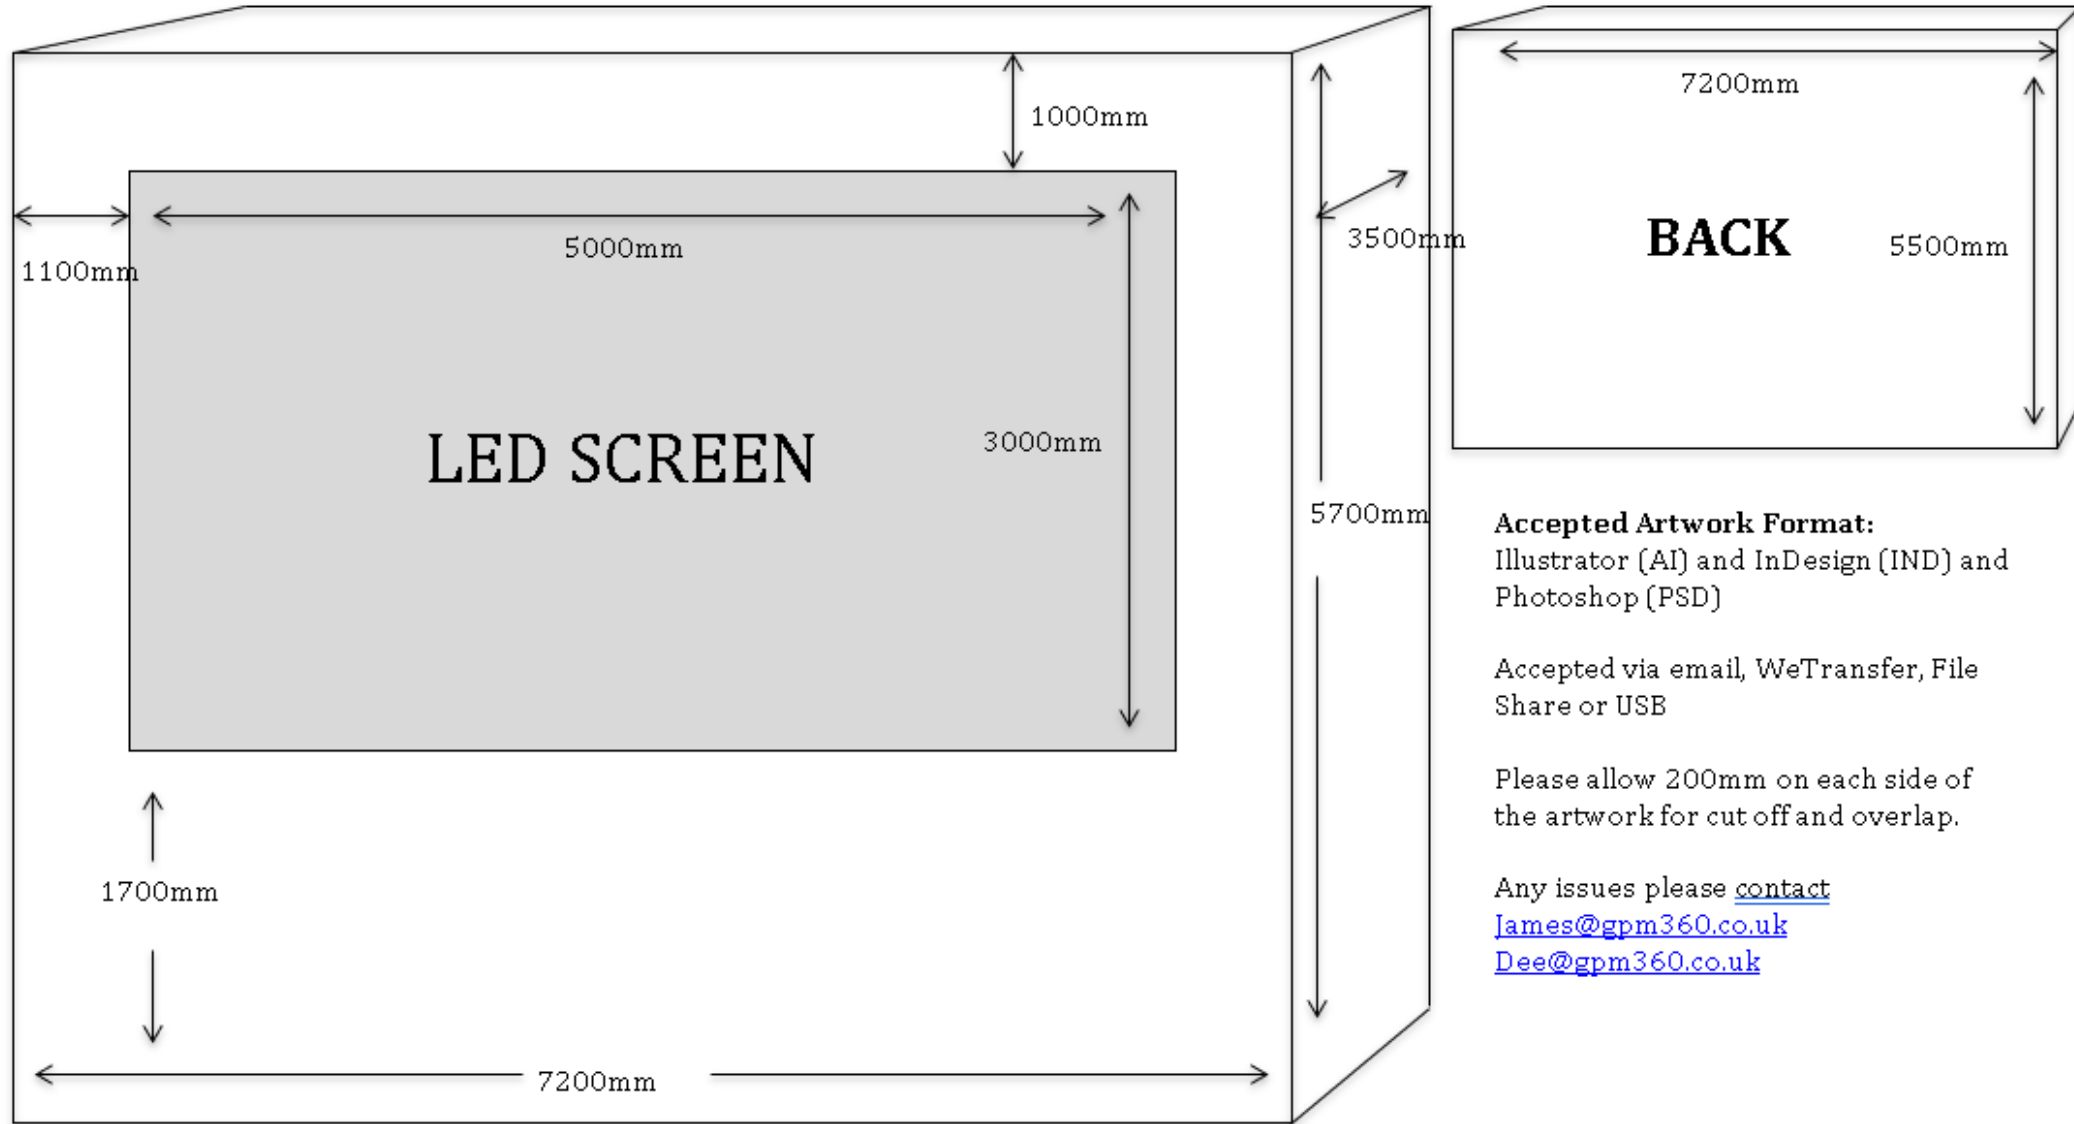 1000mm
7200mm
1100mm
5000mm
3500mm
BACK
5500mm
LED SCREEN
3000mm
5700mm
1700mm
7200mm
Accepted Artwork Format:
Illustrator (AI) and InDesign (IND) and
Photoshop (PSD)
Accepted via email, WeTransfer, File
Share or USB
Please allow 200mm on each side of
the artwork for cut off and overlap.
Any issues please contact
James@gpm360.co.uk
Dee@gpm360.co.uk